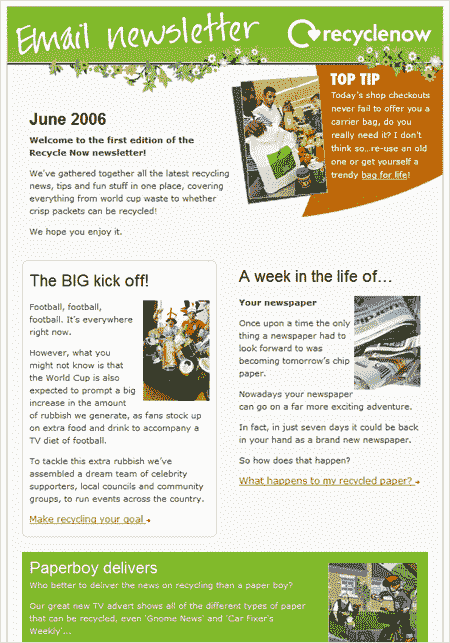 Email newsletter
recyclenow
TOP TIP
Today's shop checkouts
never fail to offer you a
carrier bag, do you
really need it? I don't
think so...re-use an old
one or get yourself a
trendy bag for life!
June 2006
Welcome to the first edition of the
Recycle Now newsletter!
We've gathered together all the latest recycling
news, tips and fun stuff in one place, covering
everything from world cup waste to whether
crisp packets can be recycled!
We hope you enjoy it.
The BIG kick off!
Football, football,
football. It's everywhere
right now.
However, what you
might not know is that
the World Cup is also
expected to prompt a big
increase in the amount
of rubbish we generate, as fans stock up
on extra food and drink to accompany a
TV diet of football.
To tackle this extra rubbish we've
assembled a dream team of celebrity
supporters, local councils and community
groups, to run events across the country.
Make recycling your goal
A week in the life of...
Your newspaper
Once upon a time the only
thing a newspaper had to
look forward to was
becoming tomorrow's chip
paper.
Nowadays your newspaper
can go on a far more exciting adventure.
In fact, in just seven days it could be back
in your hand as a brand new newspaper.
So how does that happen?
What happens to my recycled paper?
Paperboy delivers
Who better to deliver the news on recycling than a paper boy?
Our great new TV advert shows all of the different types of paper
that can be recycled, even 'Gnome News' and 'Car Fixer's
Weekly'...